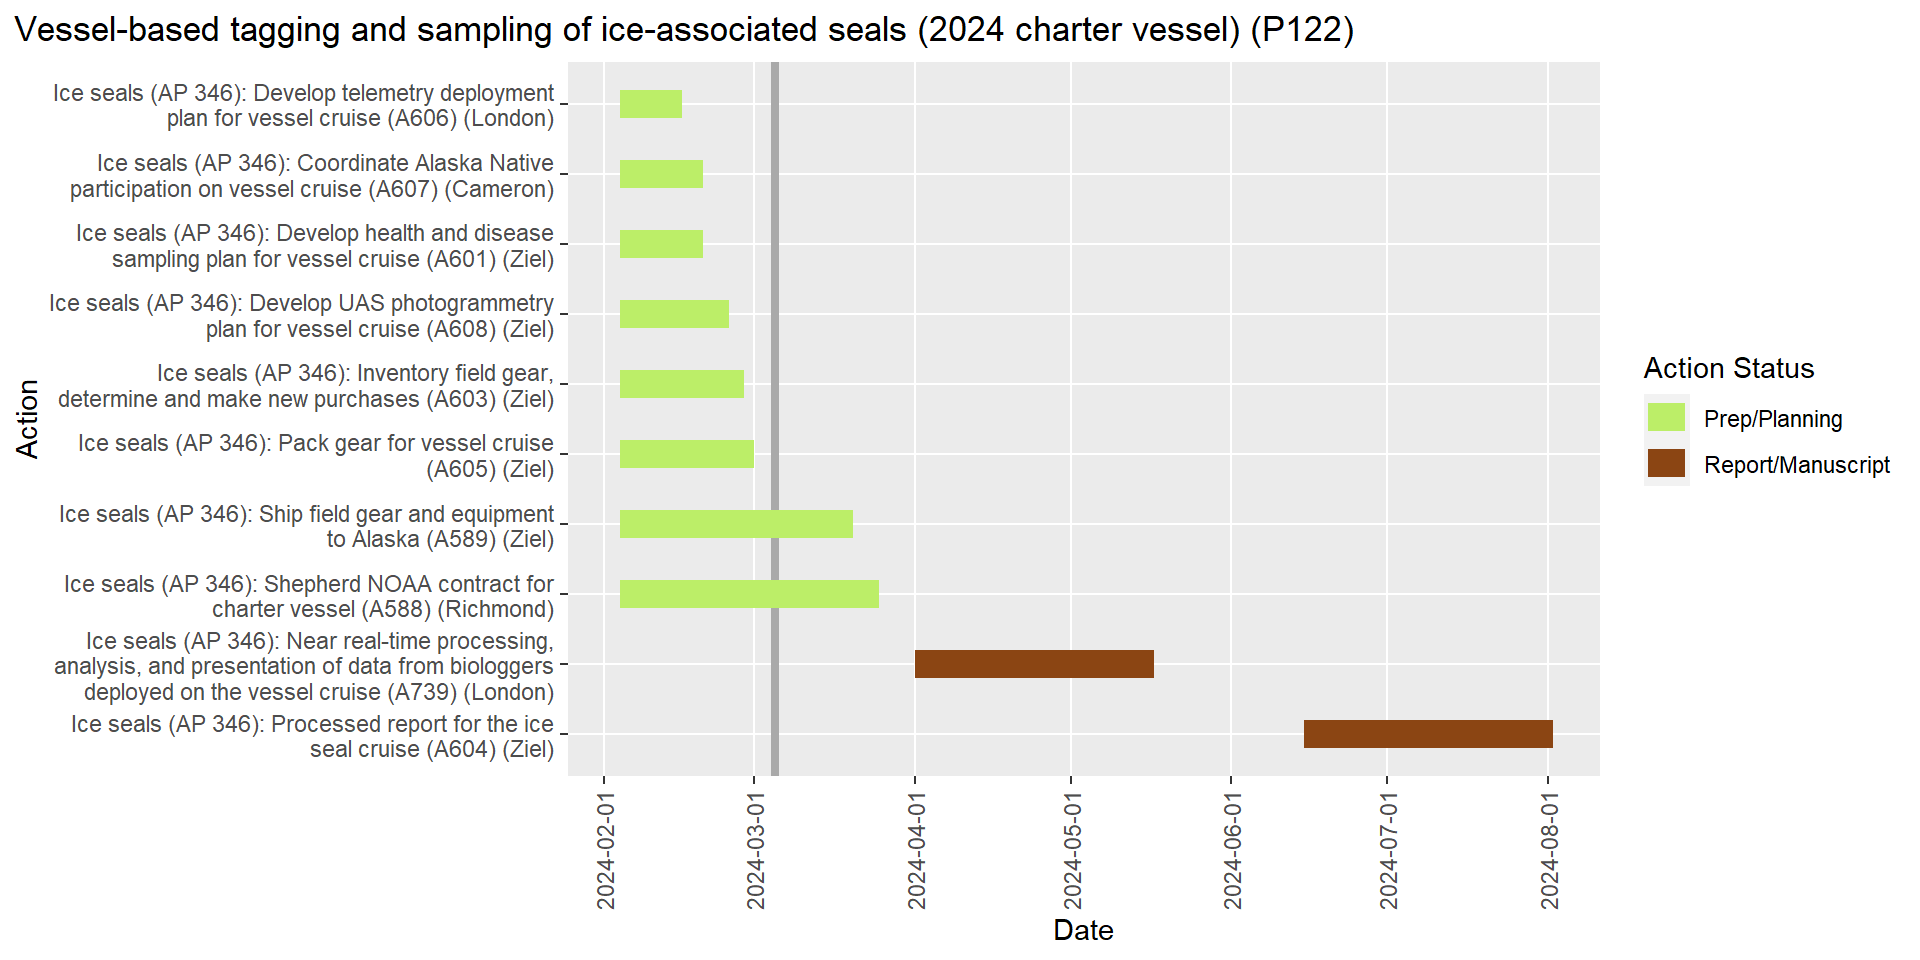 Vessel-based tagging and sampling of ice-associated seals (2024 charter vessel) (P122)
Action
Ice seals (AP 346): Develop telemetry deployment
plan for vessel cruise (A606) (London)
Ice seals (AP 346): Coordinate Alaska Native
participation on vessel cruise (A607) (Cameron)
Ice seals (AP 346): Develop health and disease
sampling plan for vessel cruise (A601) (Ziel)
Ice seals (AP 346): Develop UAS photogrammetry
plan for vessel cruise (A608) (Ziel)
Ice seals (AP 346): Inventory field gear,
determine and make new purchases (A603) (Ziel)
Ice seals (AP 346): Pack gear for vessel cruise
(A605) (Ziel)
Ice seals (AP 346): Ship field gear and equipment
to Alaska (A589) (Ziel)
Ice seals (AP 346): Shepherd NOAA contract for
charter vessel (A588) (Richmond)
Ice seals (AP 346): Near real-time processing,
analysis, and presentation of data from biologgers
deployed on the vessel cruise (A739) (London)
Ice seals (AP 346): Processed report for the ice
seal cruise (A604) (Ziel)
2024-02-01
2024-03-01
2024-04-01
2024-05-01
2024-06-01
2024-07-01
2024-08-01
Date
Action Status
Prep/Planning
Report/Manuscript